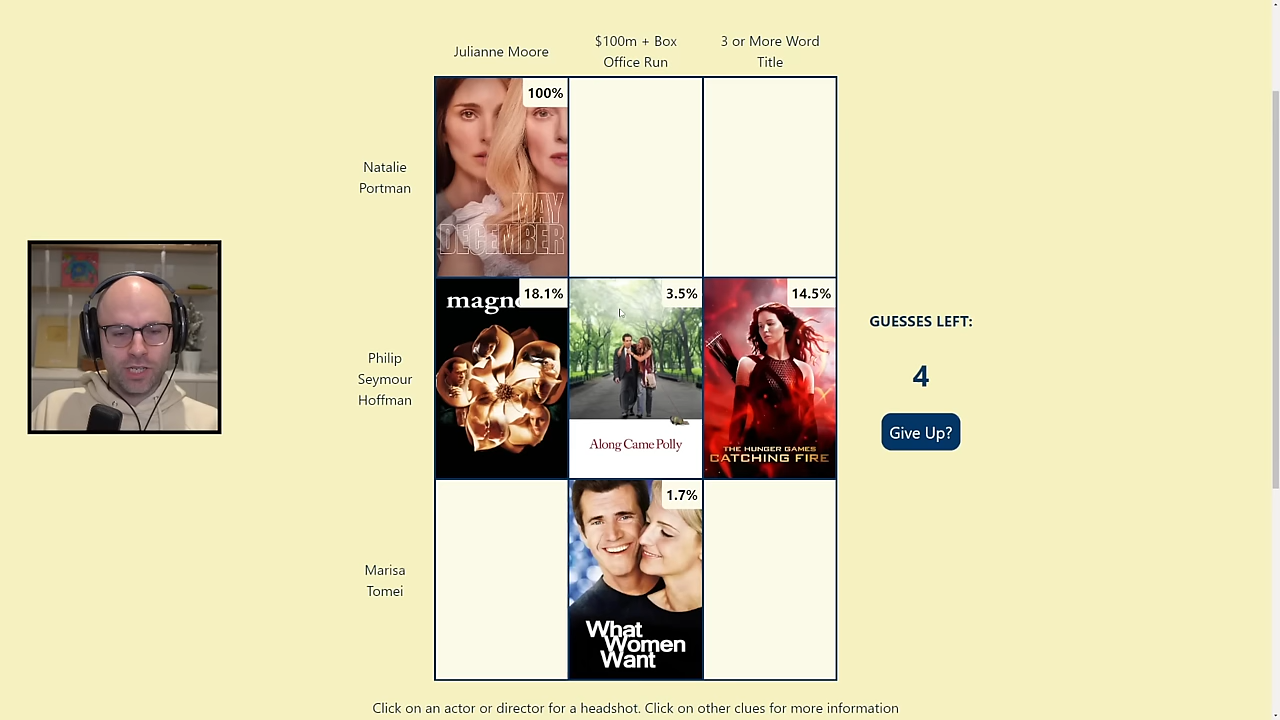 Julianne Moore
$100m + Box
Office Run
3 or More Word
Title
Natalie
Portman
100%
MAY
DECEMBER
Philip
Seymour
Hoffman
magn
18.1%
3.5%
Along Came Polly
14.5%
THE HUNGER GAMES
CATCHING FIRE
GUESSES LEFT:
4
Give Up?
Marisa
Tomei
1.7%
What
Women
Want
Click on an actor or director for a headshot. Click on other clues for more information